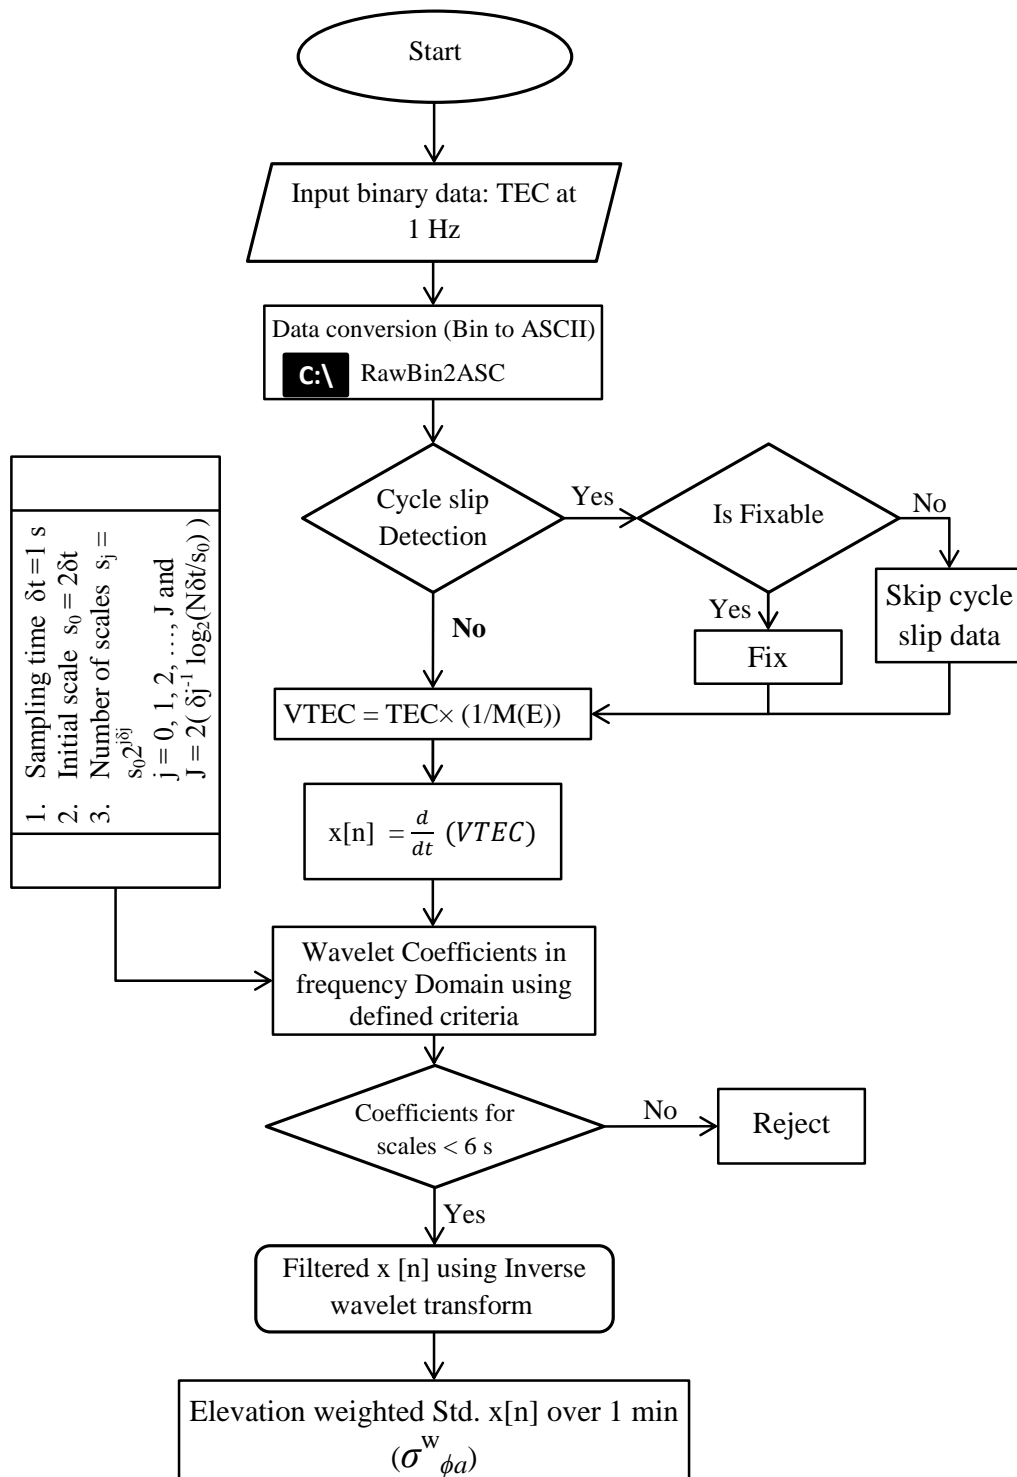 Start
Input binary data: TEC at
1 Hz
Data conversion (Bin to ASCII)
C:\ RawBin2ASC
Cycle slip
Detection
Yes
Is Fixable
No
Yes
Skip cycle
slip data
Fix
No
VTEC = TEC× (1/M(E))
x[n] = d/dt (VTEC)
1. Sampling time δt=1 s
2. Initial scale s₀ = 2δt
3. Number of scales sⱼ =
s₀2^jδj
j = 0, 1, 2, …, J and
J = 2( δj⁻¹ log₂(Nδt/s₀) )
Wavelet Coefficients in
frequency Domain using
defined criteria
Coefficients for
scales < 6 s
No
Reject
Yes
Filtered x [n] using Inverse
wavelet transform
Elevation weighted Std. x[n] over 1 min
(σ^w_ϕa)